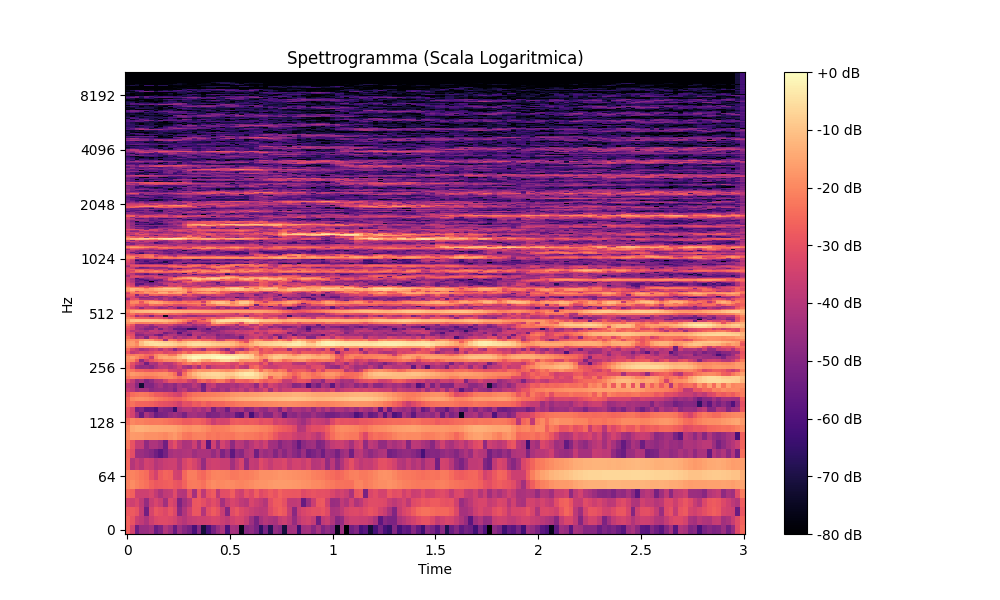 Spettrogramma (Scala Logaritmica)
Hz
8192
4096
2048
1024
512
256
128
64
0
0
0.5
1
1.5
2
2.5
3
Time
+0 dB
-10 dB
-20 dB
-30 dB
-40 dB
-50 dB
-60 dB
-70 dB
-80 dB